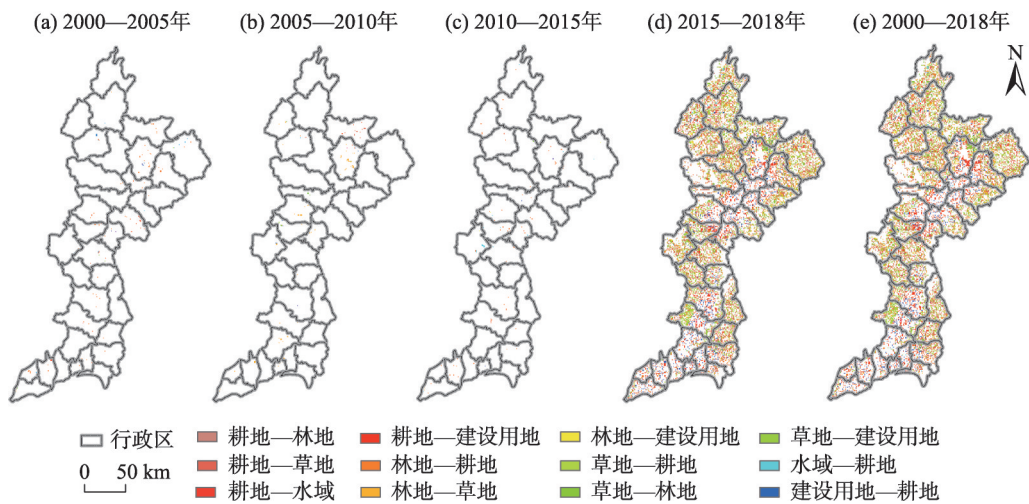 (a) 2000—2005年 (b) 2005—2010年 (c) 2010—2015年 (d) 2015—2018年 (e) 2000—2018年
N
行政区 耕地—林地 耕地—建设用地 林地—建设用地 草地—建设用地
0 50 km 耕地—草地 林地—耕地 草地—耕地 水域—耕地
耕地—水域 林地—草地 草地—林地 建设用地—耕地